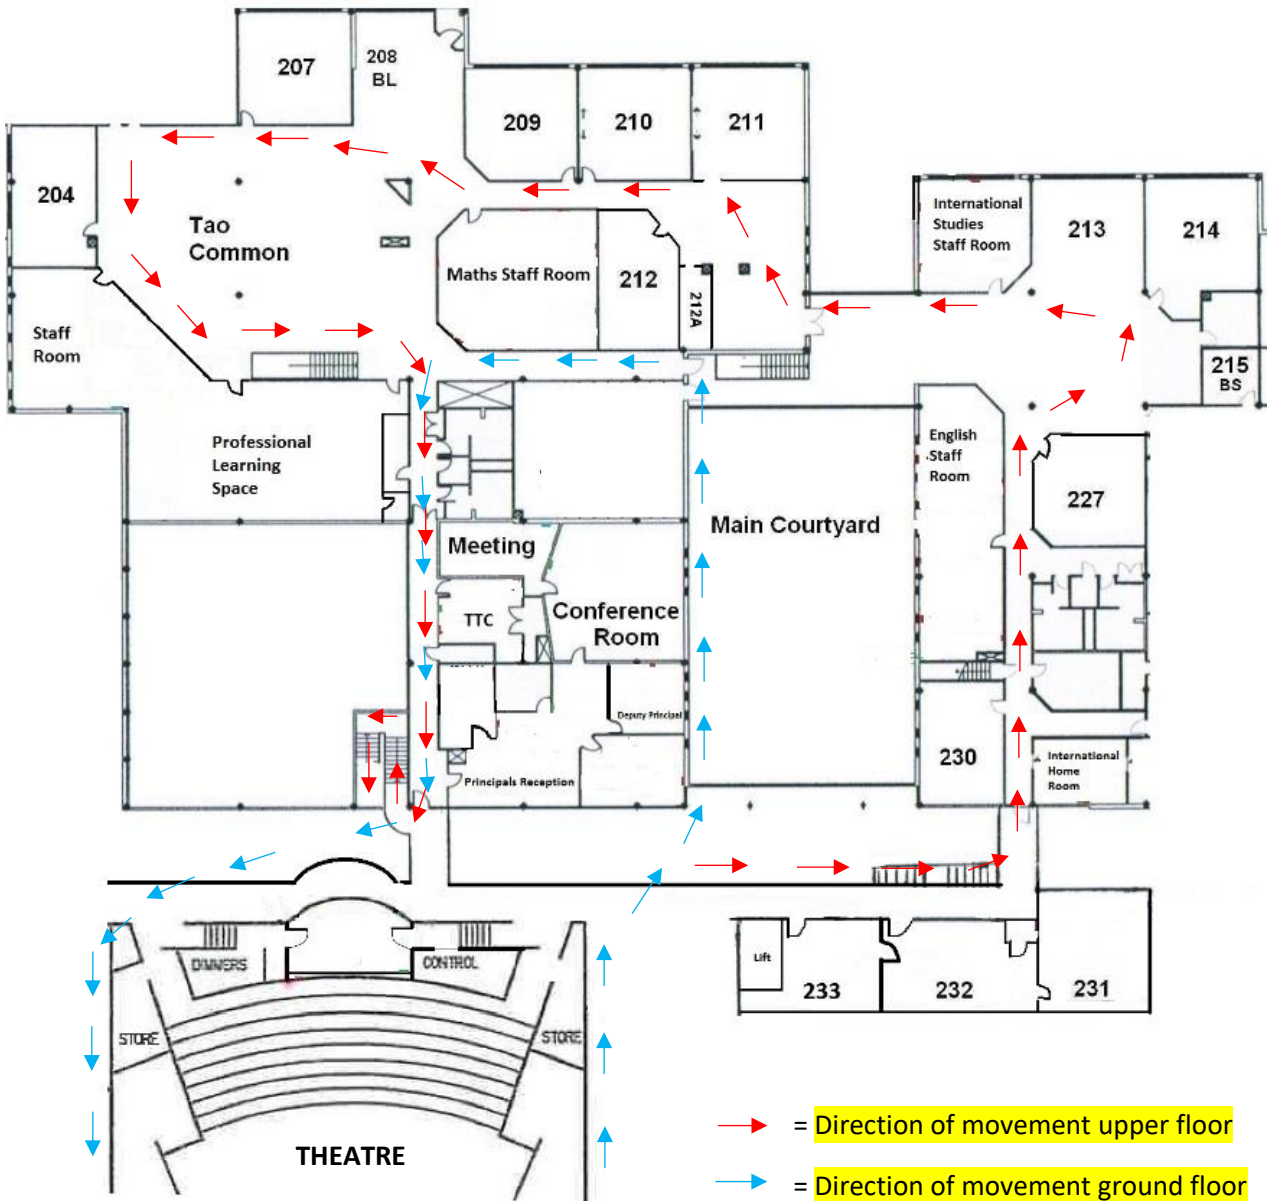 207
208
BL
209
210
211
204
Tao
Common
Maths Staff Room
212
212A
International
Studies
Staff Room
213
214
215
BS
Staff
Room
Professional
Learning
Space
English
Staff
Room
227
Main Courtyard
Meeting
Conference
Room
TTC
Deputy Principal
Principals Reception
230
International
Home
Room
DIMMERS
CONTROL
STORE
STORE
THEATRE
Lift
233
232
231
= Direction of movement upper floor
= Direction of movement ground floor